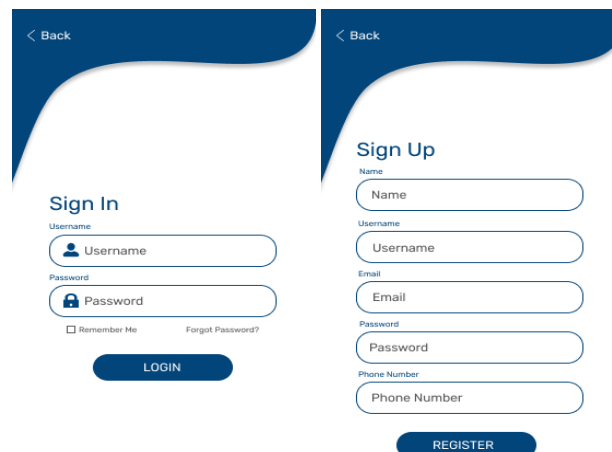 Back
Sign In
Username
Username
Password
Password
Remember Me Forgot Password?
LOGIN
Back
Sign Up
Name
Name
Username
Username
Email
Email
Password
Password
Phone Number
Phone Number
REGISTER